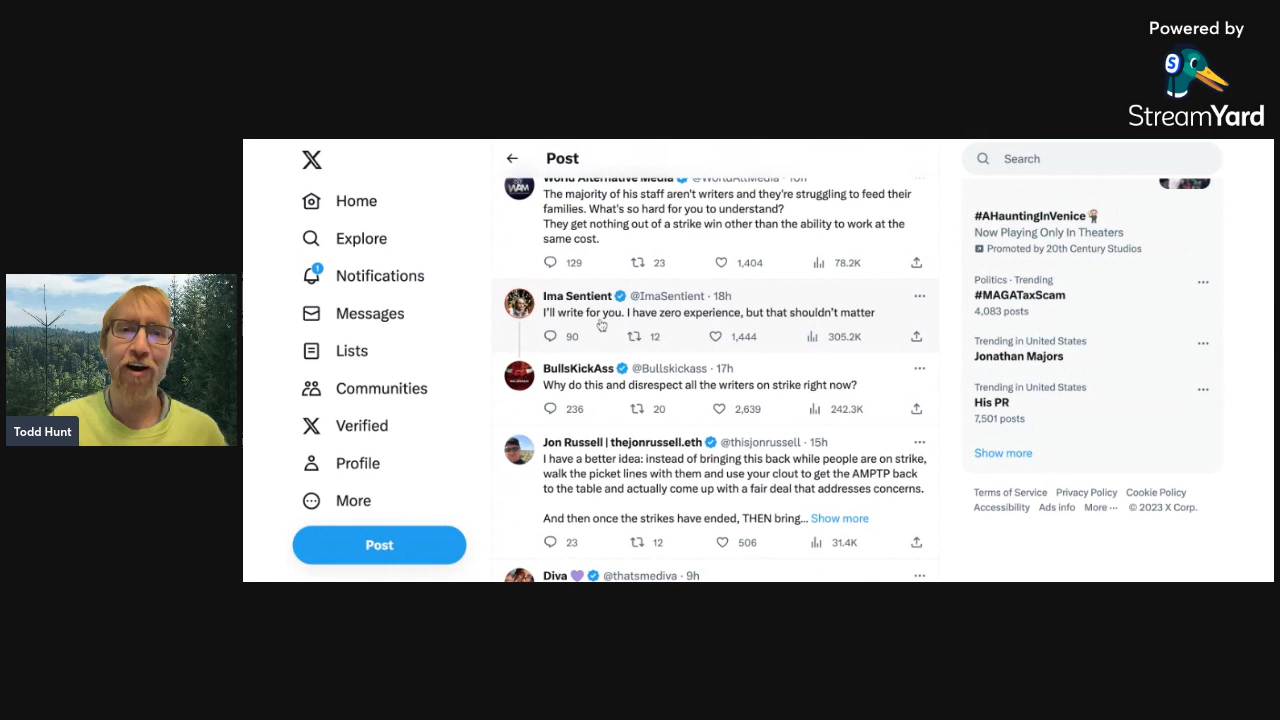 Powered by
S
StreamYard
Todd Hunt
X
Home
Explore
1
Notifications
Messages
Lists
Communities
Verified
Profile
More
Post
Post
World Alternative Media @WorldAltMedia · 16h
WAM
The majority of his staff aren't writers and they're struggling to feed their
families. What's so hard for you to understand?
They get nothing out of a strike win other than the ability to work at the
same cost.
129 23 1,404 78.2K
Ima Sentient @ImaSentient · 18h
I'll write for you. I have zero experience, but that shouldn't matter
90 12 1,444 305.2K
BullsKickAss @Bullskickass · 17h
Why do this and disrespect all the writers on strike right now?
236 20 2,639 242.3K
Jon Russell | thejonrussell.eth @thisjonrussell · 15h
I have a better idea: instead of bringing this back while people are on strike,
walk the picket lines with them and use your clout to get the AMPTP back
to the table and actually come up with a fair deal that addresses concerns.
And then once the strikes have ended, THEN bring... Show more
23 12 506 31.4K
Diva 💜 @thatsmediva · 9h
Search
#AHauntingInVenice
Now Playing Only In Theaters
Promoted by 20th Century Studios
Politics · Trending
#MAGATaxScam
4,083 posts
Trending in United States
Jonathan Majors
Trending in United States
His PR
7,501 posts
Show more
Terms of Service Privacy Policy Cookie Policy
Accessibility Ads info More ··· © 2023 X Corp.